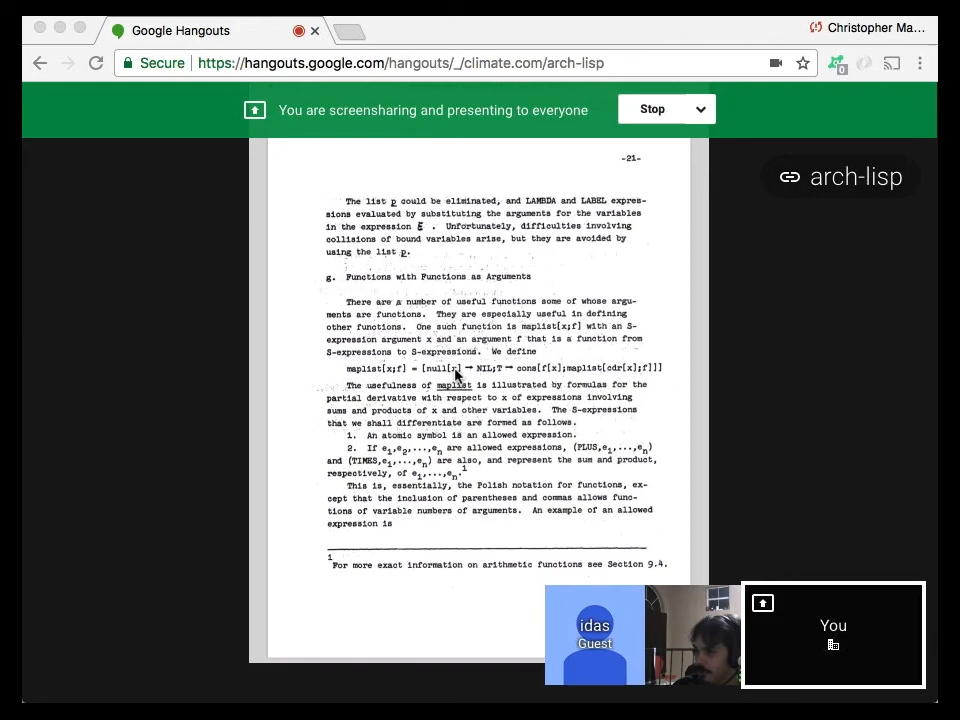 Google Hangouts
Christopher Ma...
Secure
https://hangouts.google.com/hangouts/_/climate.com/arch-lisp
0
You are screensharing and presenting to everyone
Stop
-21-
arch-lisp
The list p could be eliminated, and LAMBDA and LABEL expres-
sions evaluated by substituting the arguments for the variables
in the expression ξ . Unfortunately, difficulties involving
collisions of bound variables arise, but they are avoided by
using the list p.
g. Functions with Functions as Arguments
There are a number of useful functions some of whose argu-
ments are functions. They are especially useful in defining
other functions. One such function is maplist[x;f] with an S-
expression argument x and an argument f that is a function from
S-expressions to S-expressions. We define
maplist[x;f] = [null[x] → NIL;T → cons[f[x];maplist[cdr[x];f]]]
The usefulness of maplist is illustrated by formulas for the
partial derivative with respect to x of expressions involving
sums and products of x and other variables. The S-expressions
that we shall differentiate are formed as follows.
1. An atomic symbol is an allowed expression.
2. If e1,e2,...,en are allowed expressions, (PLUS,e1,...,en)
and (TIMES,e1,...,en) are also, and represent the sum and product,
respectively, of e1,...,en.1
This is, essentially, the Polish notation for functions, ex-
cept that the inclusion of parentheses and commas allows func-
tions of variable numbers of arguments. An example of an allowed
expression is
1
For more exact information on arithmetic functions see Section 9.4.
idas
Guest
You